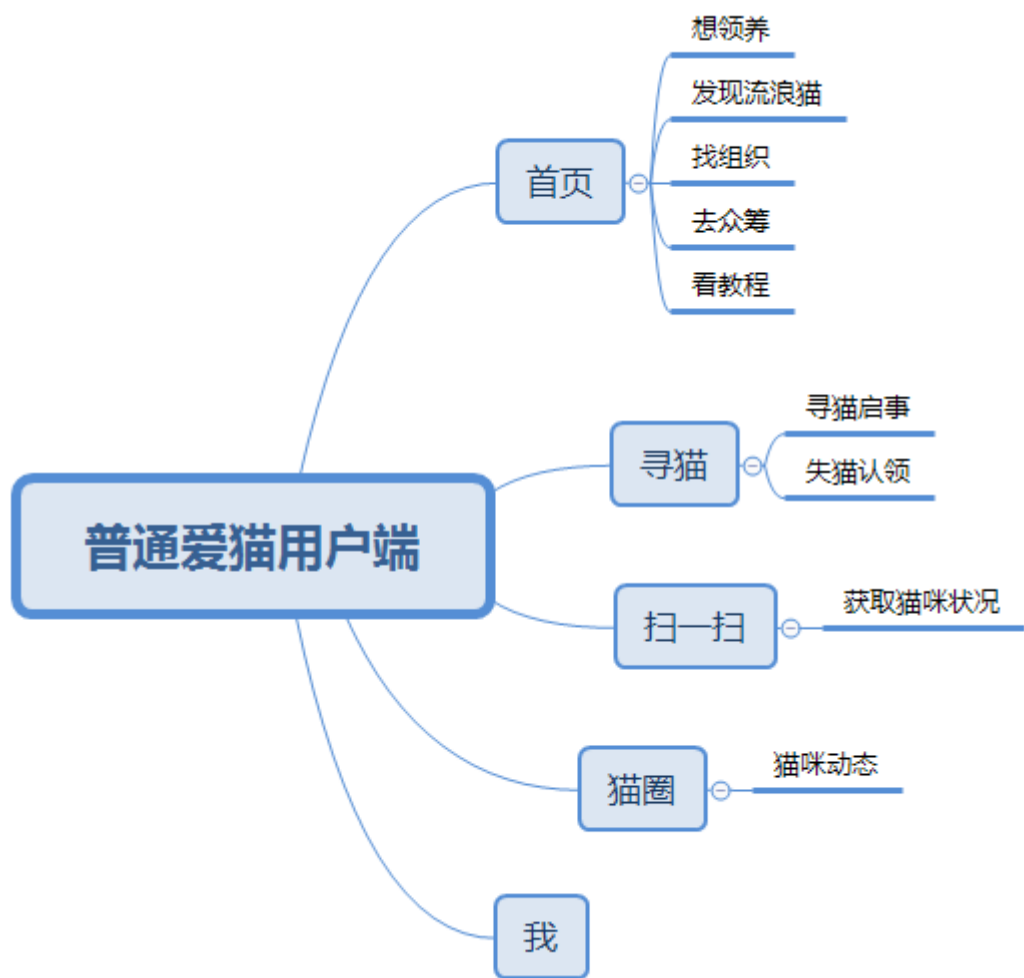 普通爱猫用户端
首页
想领养
发现流浪猫
找组织
去众筹
看教程
寻猫
寻猫启事
失猫认领
扫一扫
获取猫咪状况
猫圈
猫咪动态
我